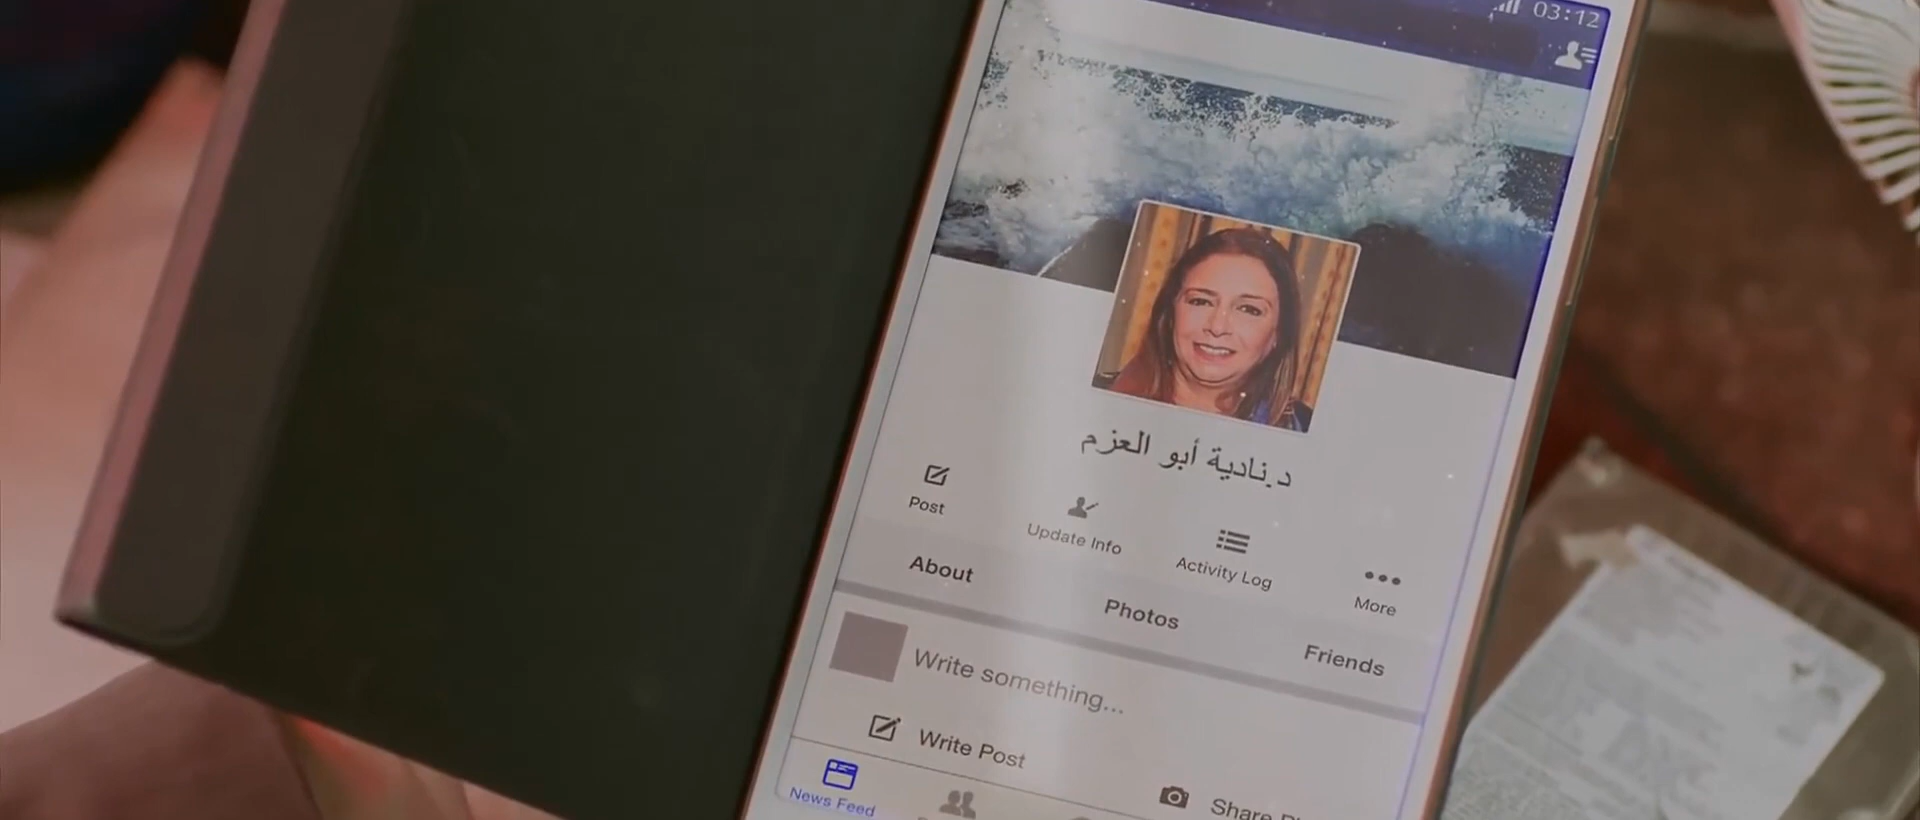 03:12
د.نادية أبو العزم
Post
Update Info
Activity Log
More
About
Photos
Friends
Write something...
Write Post
Share
News Feed